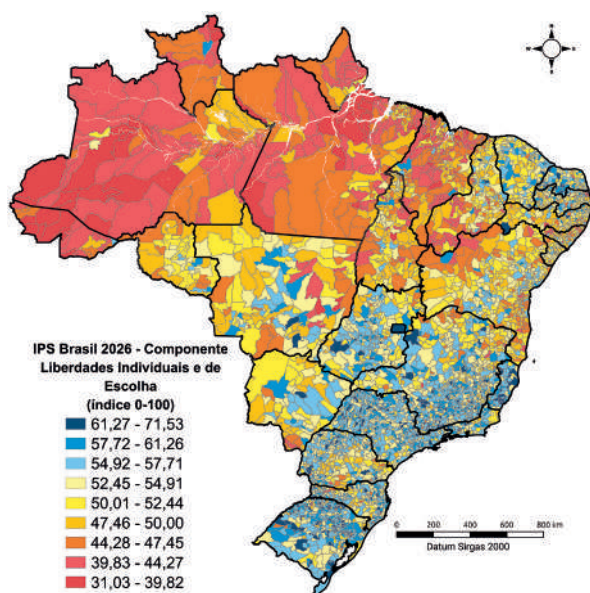 N
W
E
S
IPS Brasil 2026 - Componente
Liberdades Individuais e de
Escolha
(índice 0-100)
61,27 - 71,53
57,72 - 61,26
54,92 - 57,71
52,45 - 54,91
50,01 - 52,44
47,46 - 50,00
44,28 - 47,45
39,83 - 44,27
31,03 - 39,82
0 200 400 600 800 km
Datum Sirgas 2000